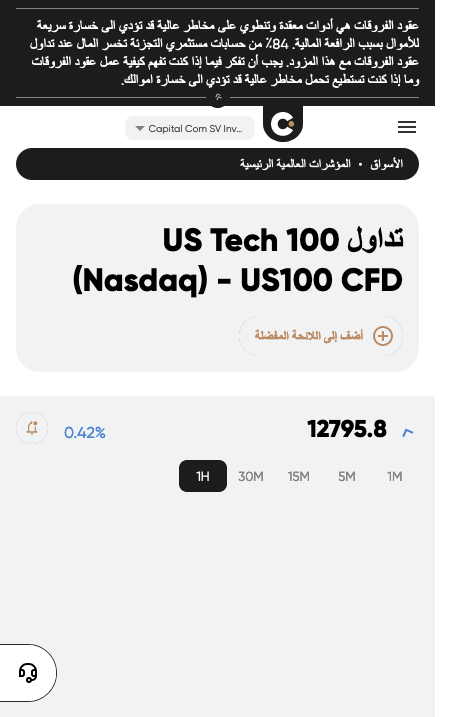 عقود الفروقات هي أدوات معقدة وتنطوي على مخاطر عالية قد تؤدي الى خسارة سريعة
للأموال بسبب الرافعة المالية. 84٪ من حسابات مستثمري التجزئة تخسر المال عند تداول
عقود الفروقات مع هذا المزود. يجب أن تفكر فيما إذا كنت تفهم كيفية عمل عقود الفروقات
وما إذا كنت تستطيع تحمل مخاطر عالية قد تؤدي الى خسارة اموالك.
Capital Com SV Inv...
الأسواق • المؤشرات العالمية الرئيسية
تداول US Tech 100
(Nasdaq) - US100 CFD
أضف إلى اللائحة المفضلة
12795.8 0.42%
1H 30M 15M 5M 1M